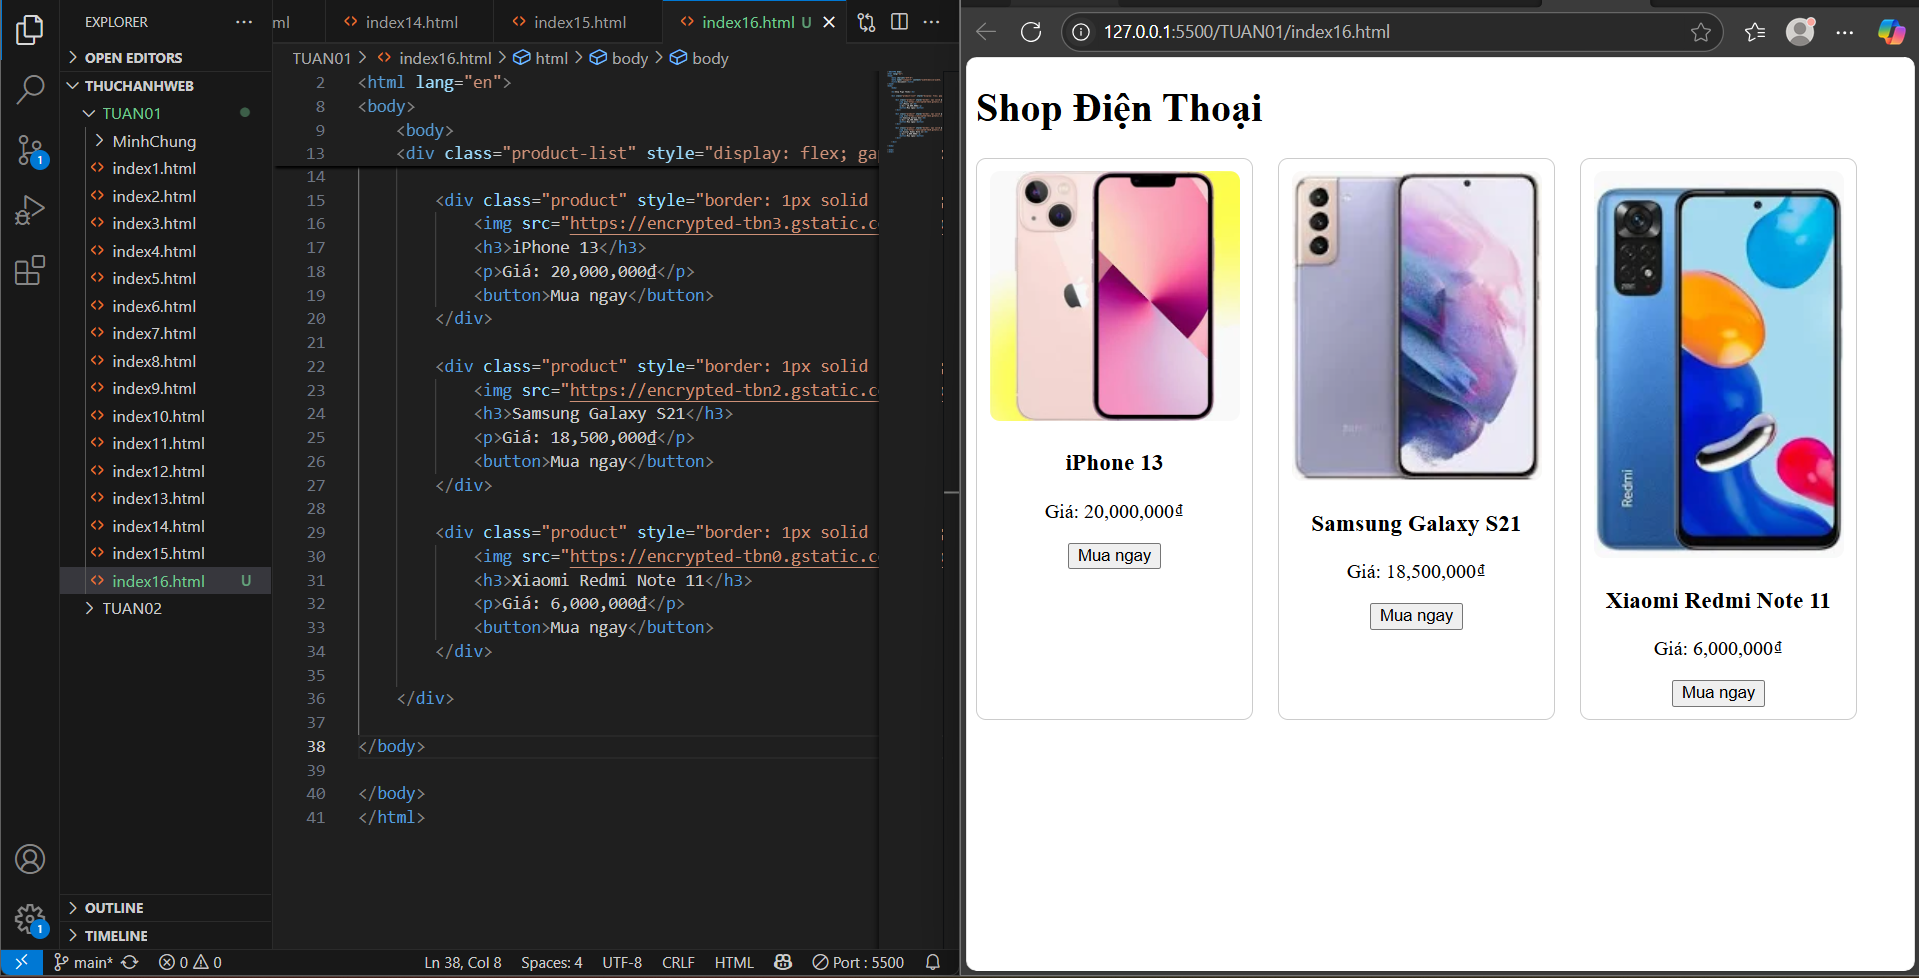 EXPLORER
OPEN EDITORS
THUCHANHWEB
TUAN01
MinhChung
index1.html
index2.html
index3.html
index4.html
index5.html
index6.html
index7.html
index8.html
index9.html
index10.html
index11.html
index12.html
index13.html
index14.html
index15.html
index16.html U
TUAN02
OUTLINE
TIMELINE
1
1
ml index14.html index15.html index16.html U
TUAN01 > index16.html > html > body > body
2 <html lang="en">
8 <body>
9 <body>
13 <div class="product-list" style="display: flex; ga
14
15 <div class="product" style="border: 1px solid
16 <img src="https://encrypted-tbn3.gstatic.c
17 <h3>iPhone 13</h3>
18 <p>Giá: 20,000,000₫</p>
19 <button>Mua ngay</button>
20 </div>
21
22 <div class="product" style="border: 1px solid
23 <img src="https://encrypted-tbn2.gstatic.c
24 <h3>Samsung Galaxy S21</h3>
25 <p>Giá: 18,500,000₫</p>
26 <button>Mua ngay</button>
27 </div>
28
29 <div class="product" style="border: 1px solid
30 <img src="https://encrypted-tbn0.gstatic.c
31 <h3>Xiaomi Redmi Note 11</h3>
32 <p>Giá: 6,000,000₫</p>
33 <button>Mua ngay</button>
34 </div>
35
36 </div>
37
38 </body>
39
40 </body>
41 </html>
main* 0 0 Ln 38, Col 8 Spaces: 4 UTF-8 CRLF HTML Port : 5500
127.0.0.1:5500/TUAN01/index16.html
Shop Điện Thoại
iPhone 13
Giá: 20,000,000₫
Mua ngay
SAMSUNG
Samsung Galaxy S21
Giá: 18,500,000₫
Mua ngay
Redmi
Xiaomi Redmi Note 11
Giá: 6,000,000₫
Mua ngay